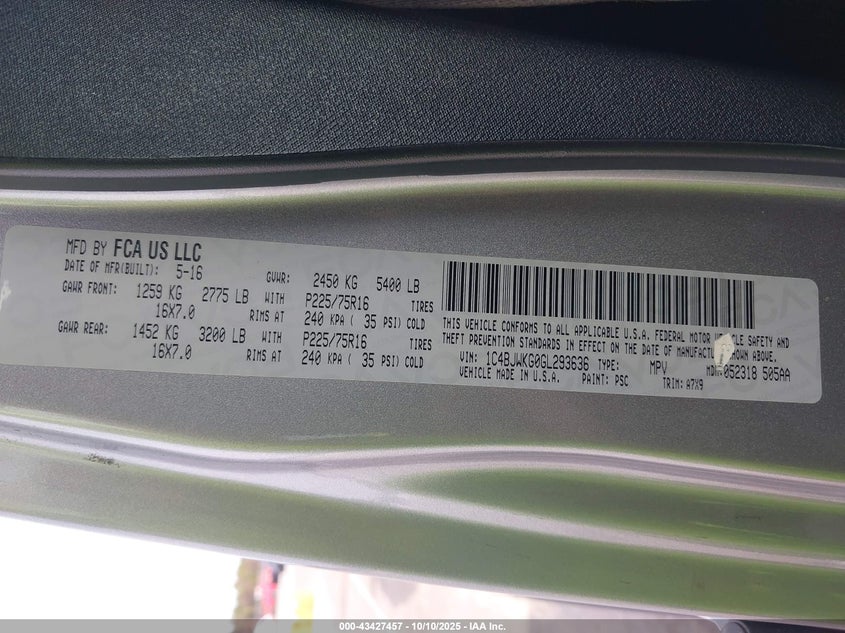 MFD BY FCA US LLC
DATE OF MFR(BUILT): 5-16 GVWR: 2450 KG 5400 LB
GAWR FRONT: 1259 KG 2775 LB WITH P225/75R16 TIRES
16X7.0 RIMS AT 240 KPA ( 35 PSI) COLD
GAWR REAR: 1452 KG 3200 LB WITH P225/75R16 TIRES
16X7.0 RIMS AT 240 KPA ( 35 PSI) COLD
THIS VEHICLE CONFORMS TO ALL APPLICABLE U.S.A. FEDERAL MOTOR VEHICLE SAFETY AND
THEFT PREVENTION STANDARDS IN EFFECT ON THE DATE OF MANUFACTURE SHOWN ABOVE.
VIN: 1C4BJWKG0GL293636 TYPE: MPV MDH: 052318 505AA
VEHICLE MADE IN U.S.A. PAINT: PSC TRIM: A7X9
000-43427457 - 10/10/2025 - IAA Inc.